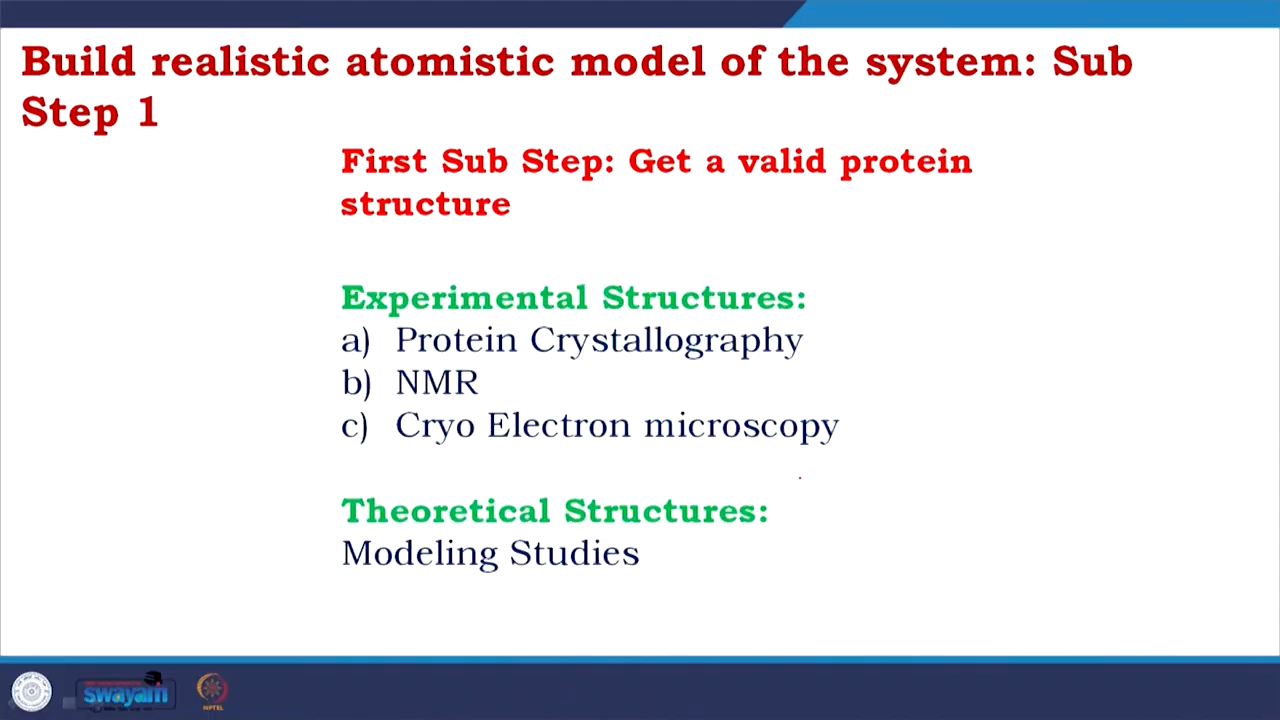 Build realistic atomistic model of the system: Sub
Step 1
First Sub Step: Get a valid protein
structure
Experimental Structures:
a) Protein Crystallography
b) NMR
c) Cryo Electron microscopy
Theoretical Structures:
Modeling Studies
swayam
NPTEL